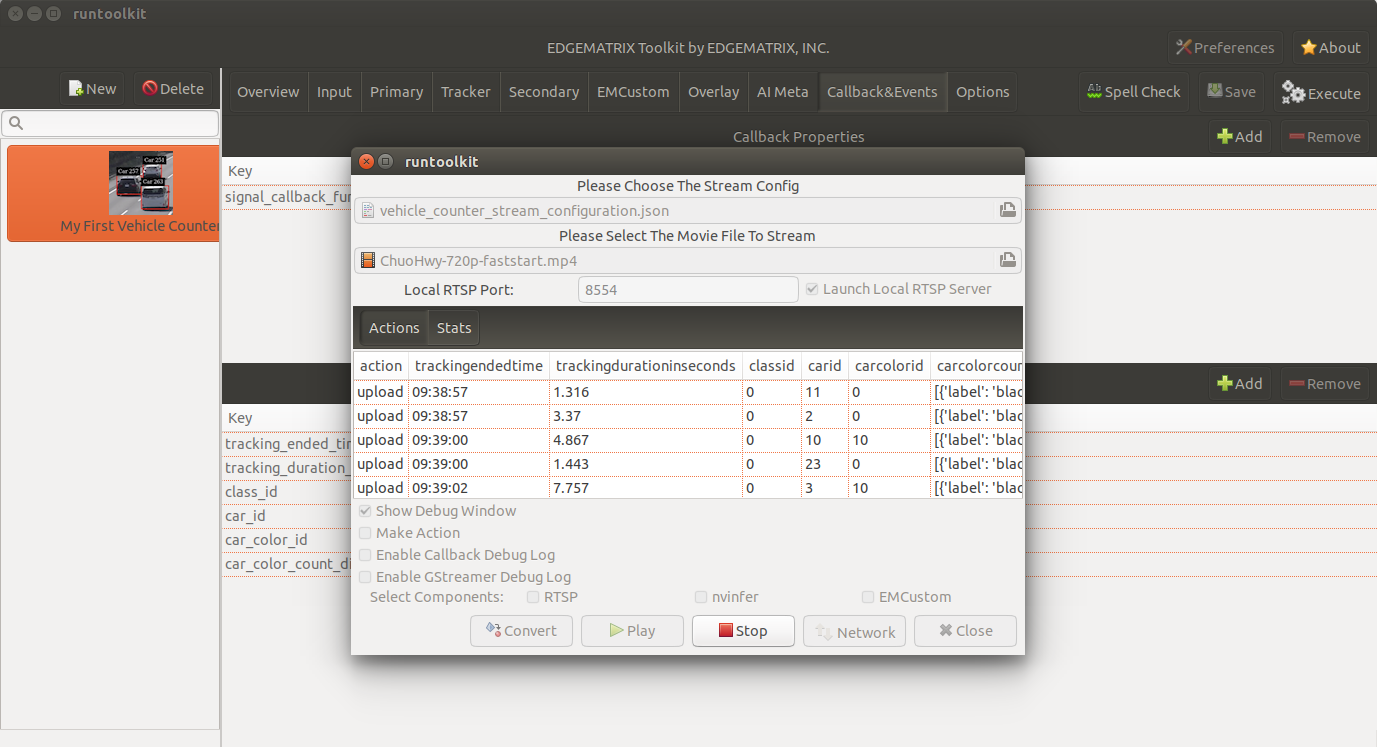 runtoolkit
EDGEMATRIX Toolkit by EDGEMATRIX, INC.
Preferences
About
New
Delete
Overview
Input
Primary
Tracker
Secondary
EMCustom
Overlay
AI Meta
Callback&Events
Options
Spell Check
Save
Execute
Callback Properties
Add
Remove
Car 251
Car 257
Car 263
My First Vehicle Counter
Key
signal_callback_fun
runtoolkit
Please Choose The Stream Config
vehicle_counter_stream_configuration.json
Please Select The Movie File To Stream
ChuoHwy-720p-faststart.mp4
Local RTSP Port:
8554
Launch Local RTSP Server
Actions
Stats
action trackingendedtime trackingdurationinseconds classid carid carcolorid carcolorcoun
upload 09:38:57 1.316 0 11 0 [{'label': 'blac
upload 09:38:57 3.37 0 2 0 [{'label': 'blac
upload 09:39:00 4.867 0 10 10 [{'label': 'blac
upload 09:39:00 1.443 0 23 0 [{'label': 'blac
upload 09:39:02 7.757 0 3 10 [{'label': 'blac
Show Debug Window
Make Action
Enable Callback Debug Log
Enable GStreamer Debug Log
Select Components:
RTSP
nvinfer
EMCustom
Convert
Play
Stop
Network
Close
Add
Remove
Key
tracking_ended_tim
tracking_duration_
class_id
car_id
car_color_id
car_color_count_di